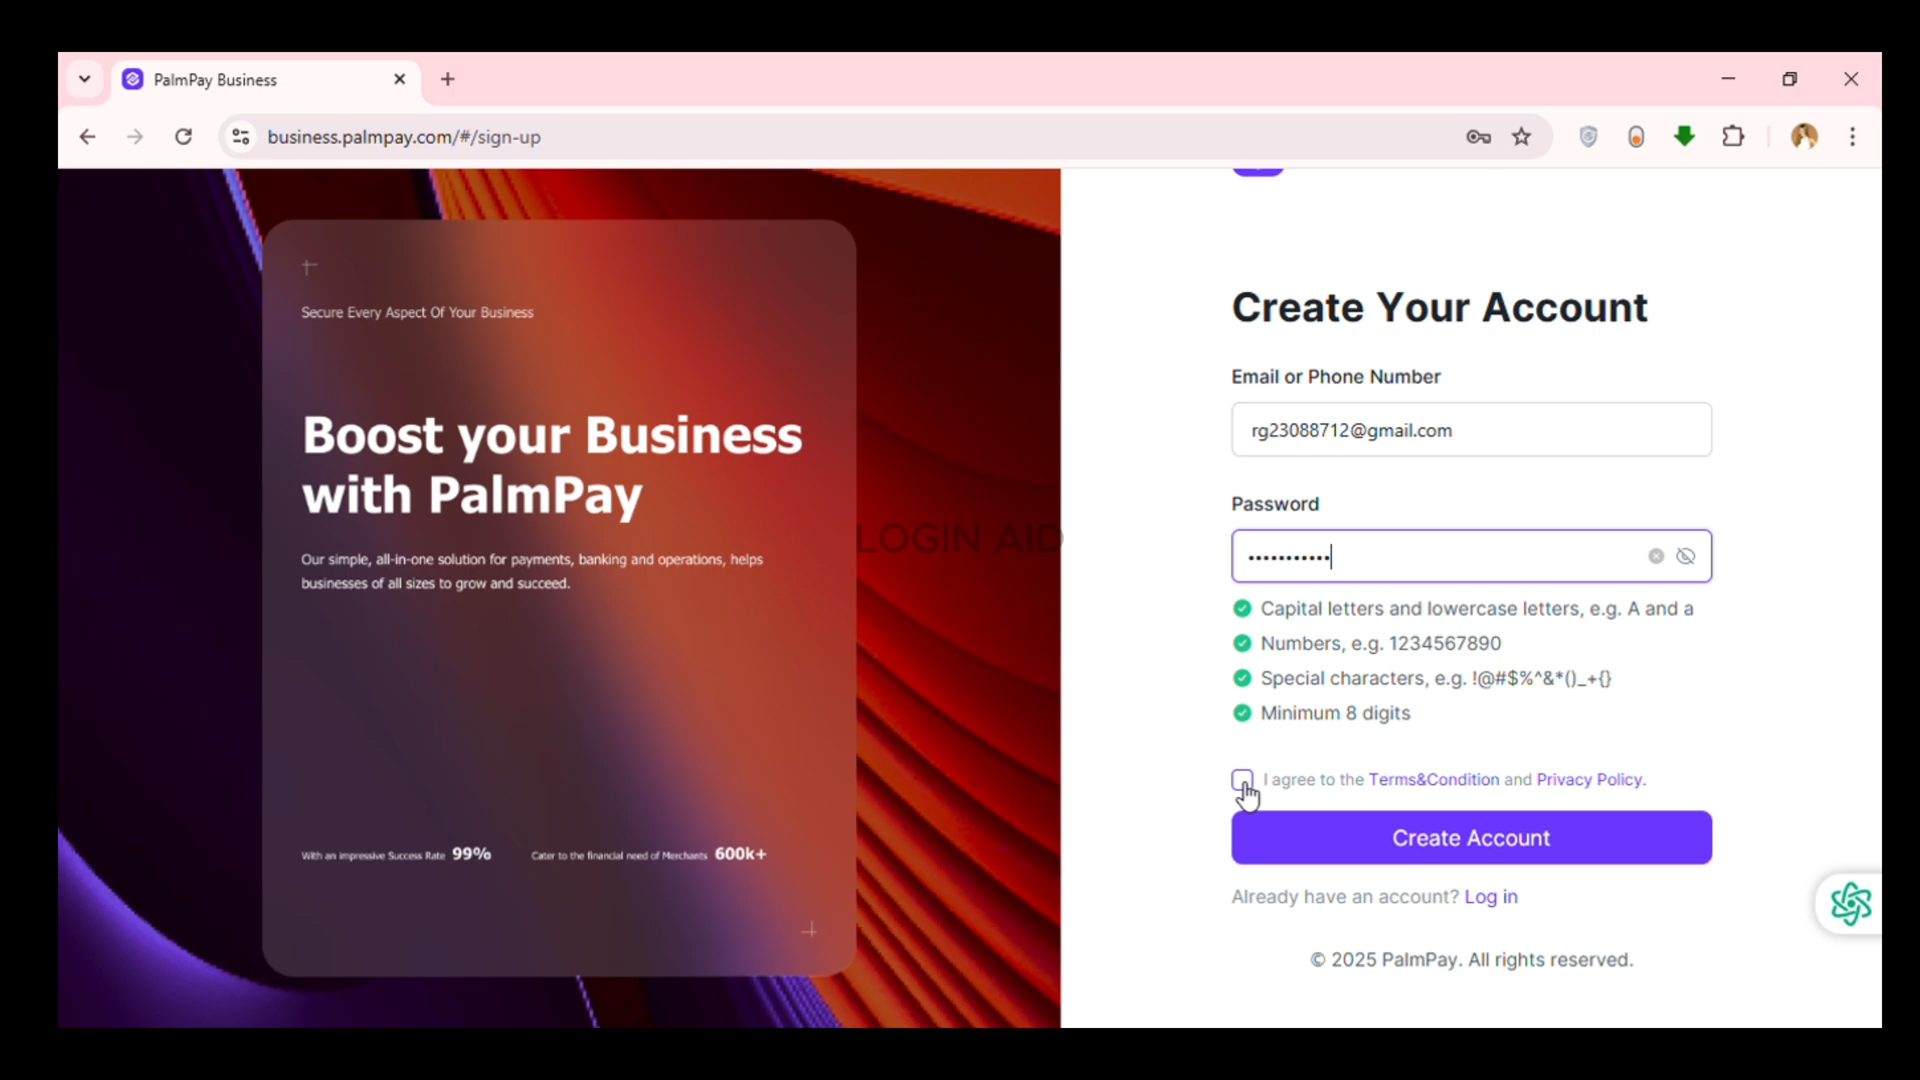 PalmPay Business
business.palmpay.com/#/sign-up
Secure Every Aspect Of Your Business
Boost your Business
with PalmPay
Our simple, all-in-one solution for payments, banking and operations, helps
businesses of all sizes to grow and succeed.
With an impressive Success Rate 99% Cater to the financial need of Merchants 600k+
LOGIN AID
Create Your Account
Email or Phone Number
rg23088712@gmail.com
Password
•••••••••••
Capital letters and lowercase letters, e.g. A and a
Numbers, e.g. 1234567890
Special characters, e.g. !@#$%^&*()_+{}
Minimum 8 digits
I agree to the Terms&Condition and Privacy Policy.
Create Account
Already have an account? Log in
© 2025 PalmPay. All rights reserved.